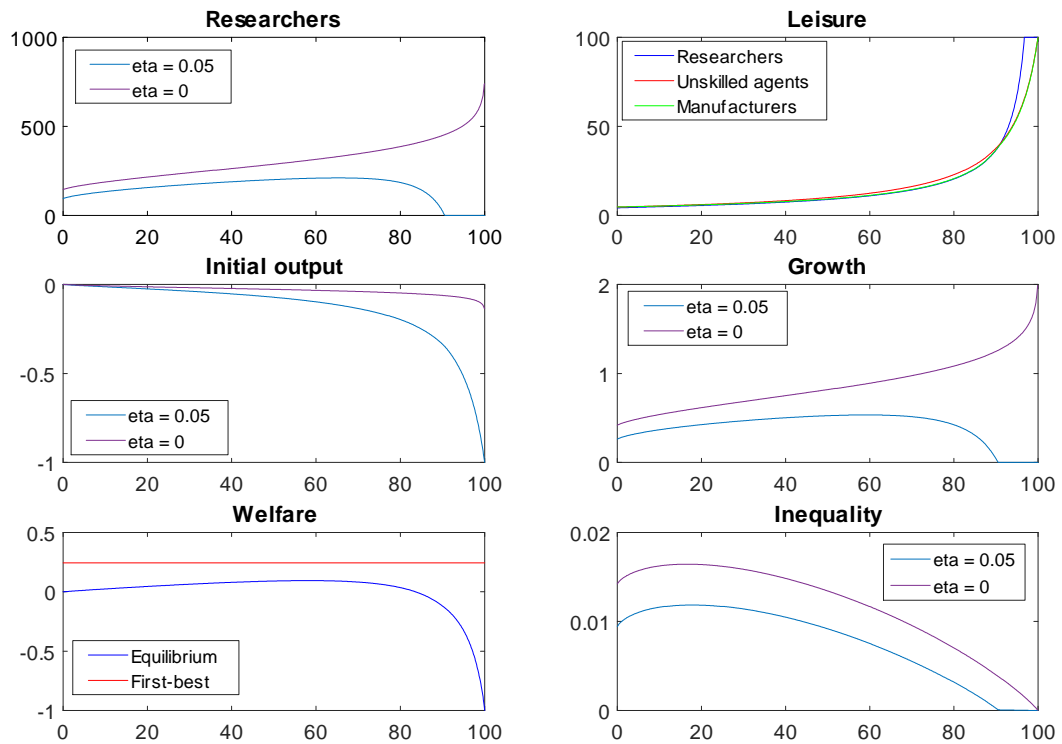 Researchers
1000
500
0
eta = 0.05
eta = 0
0 20 40 60 80 100
Leisure
100
50
0
Researchers
Unskilled agents
Manufacturers
0 20 40 60 80 100
Initial output
0
-0.5
-1
eta = 0.05
eta = 0
0 20 40 60 80 100
Growth
2
1
0
eta = 0.05
eta = 0
0 20 40 60 80 100
Welfare
0.5
0
-0.5
-1
Equilibrium
First-best
0 20 40 60 80 100
Inequality
0.02
0.01
0
eta = 0.05
eta = 0
0 20 40 60 80 100